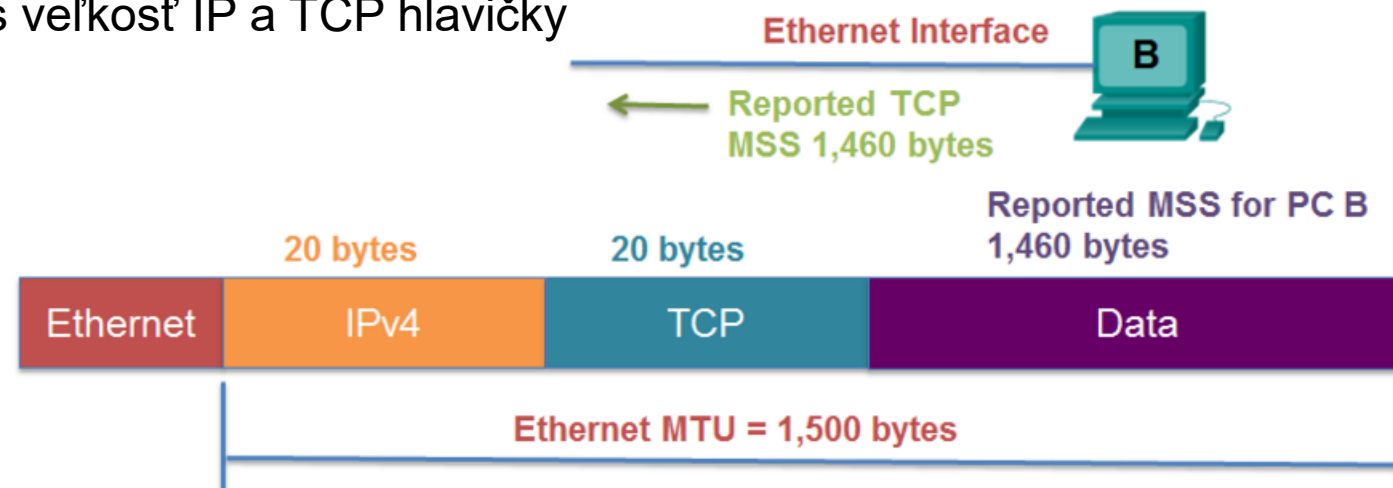 s veľkosť IP a TCP hlavičky
Ethernet Interface
B
Reported TCP
MSS 1,460 bytes
Reported MSS for PC B
1,460 bytes
20 bytes
20 bytes
Ethernet
IPv4
TCP
Data
Ethernet MTU = 1,500 bytes